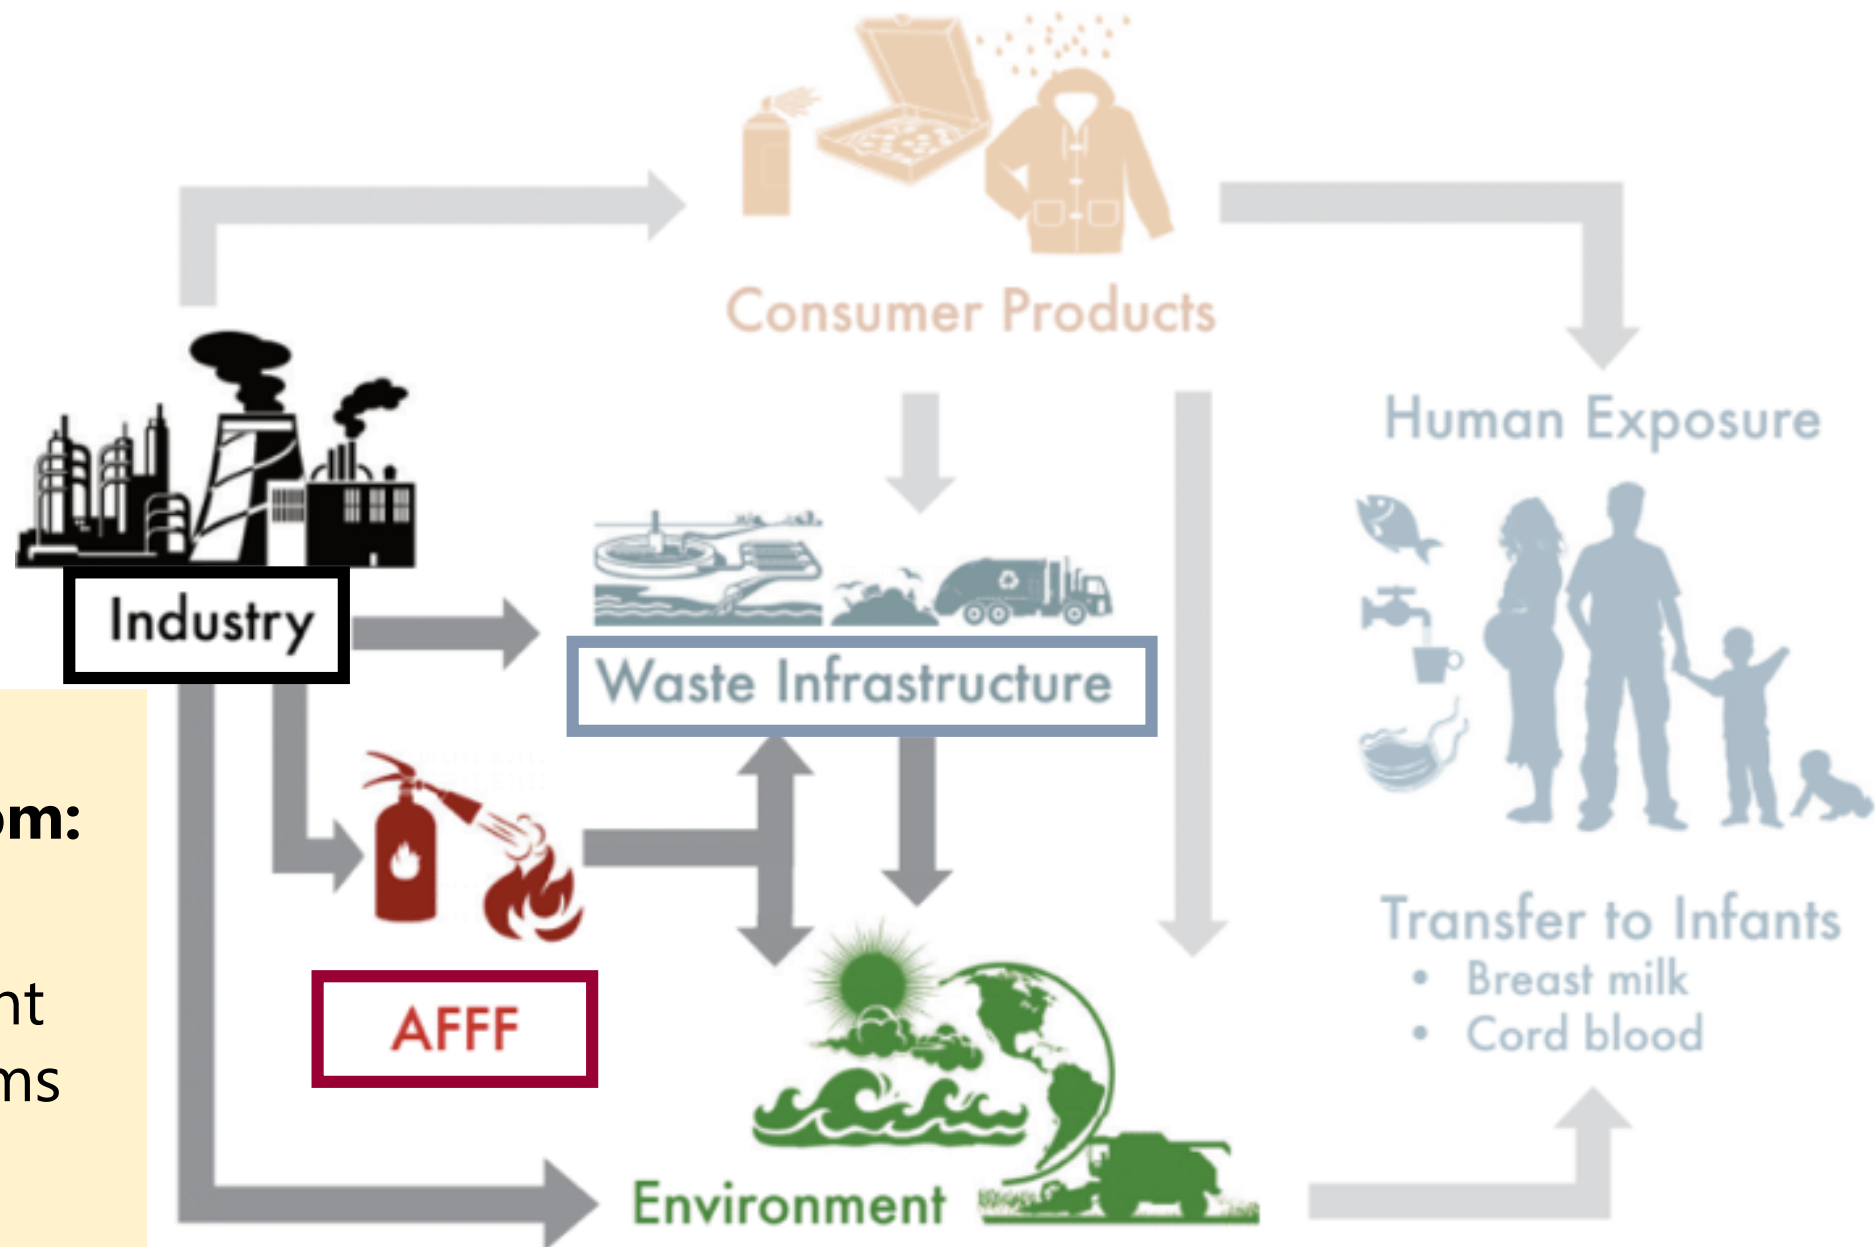 Consumer Products
Human Exposure
Industry
Waste Infrastructure
om:
nt
ms
AFFF
Transfer to Infants
• Breast milk
• Cord blood
Environment